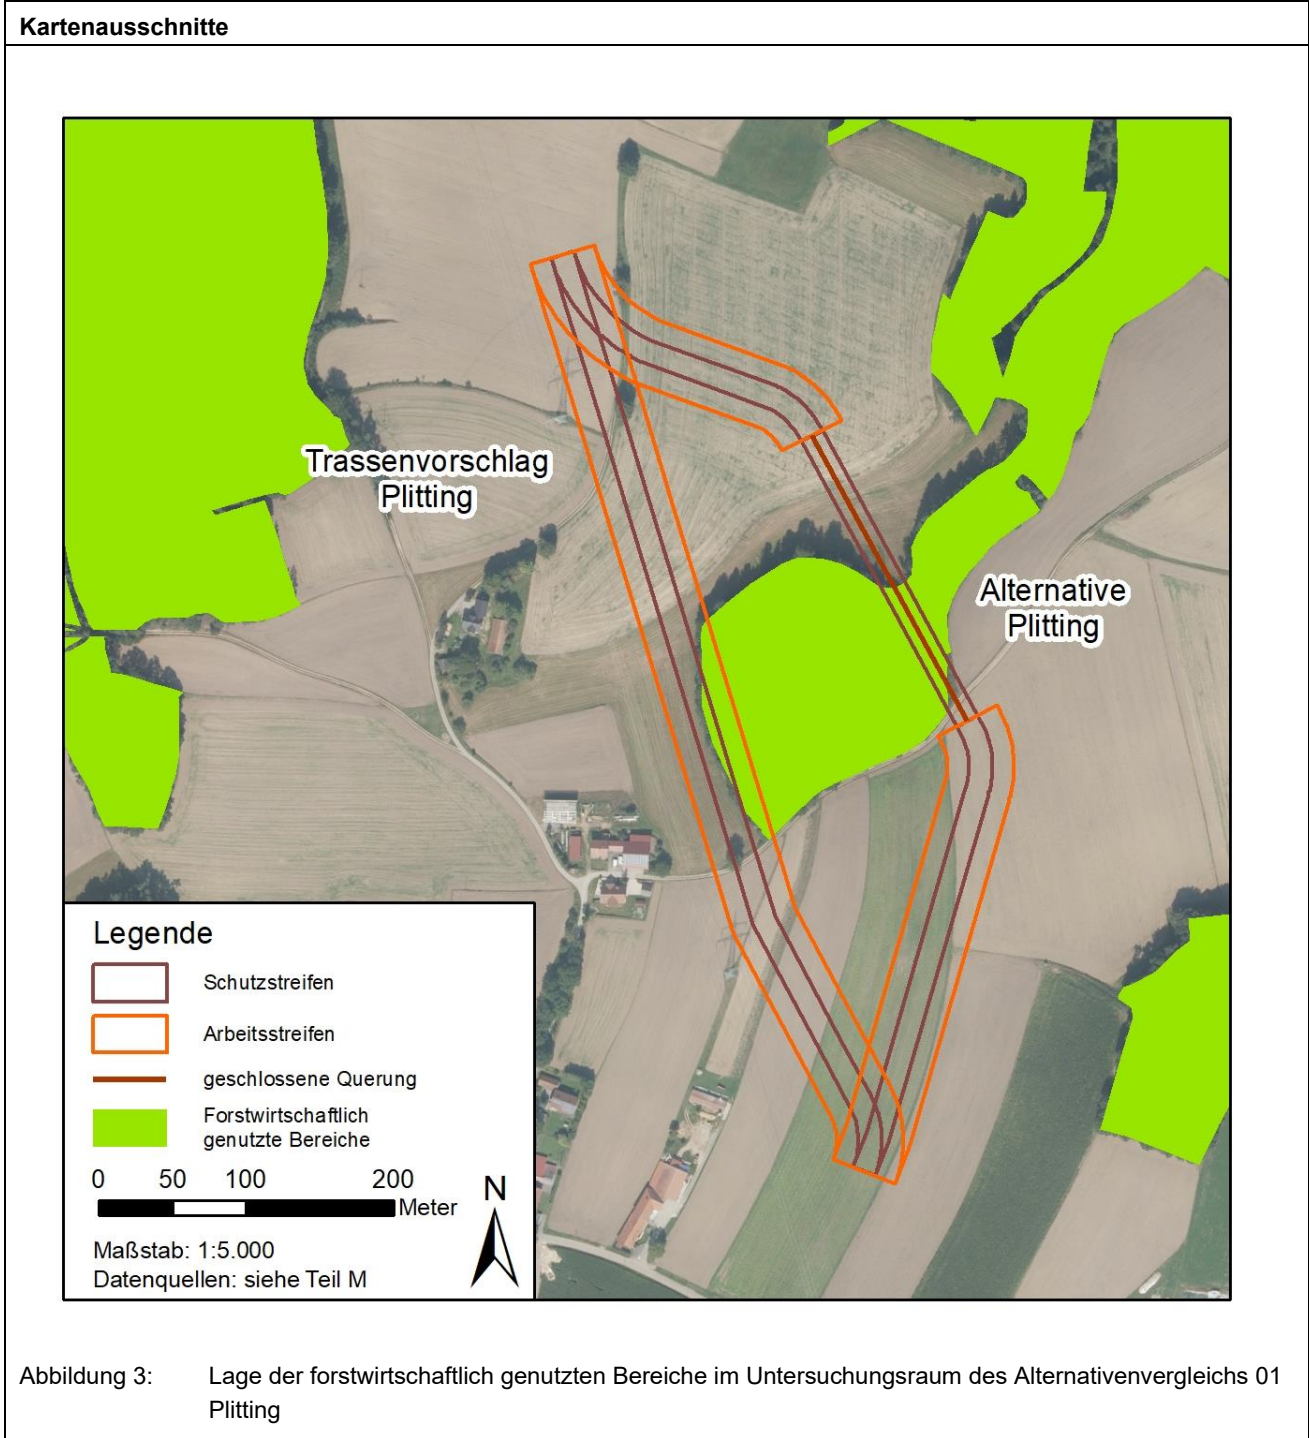 Kartenausschnitte
Trassenvorschlag
Plitting
Alternative
Plitting
Legende
Schutzstreifen
Arbeitsstreifen
geschlossene Querung
Forstwirtschaftlich
genutzte Bereiche
0 50 100 200
Meter
N
Maßstab: 1:5.000
Datenquellen: siehe Teil M
Abbildung 3: Lage der forstwirtschaftlich genutzten Bereiche im Untersuchungsraum des Alternativenvergleichs 01
Plitting